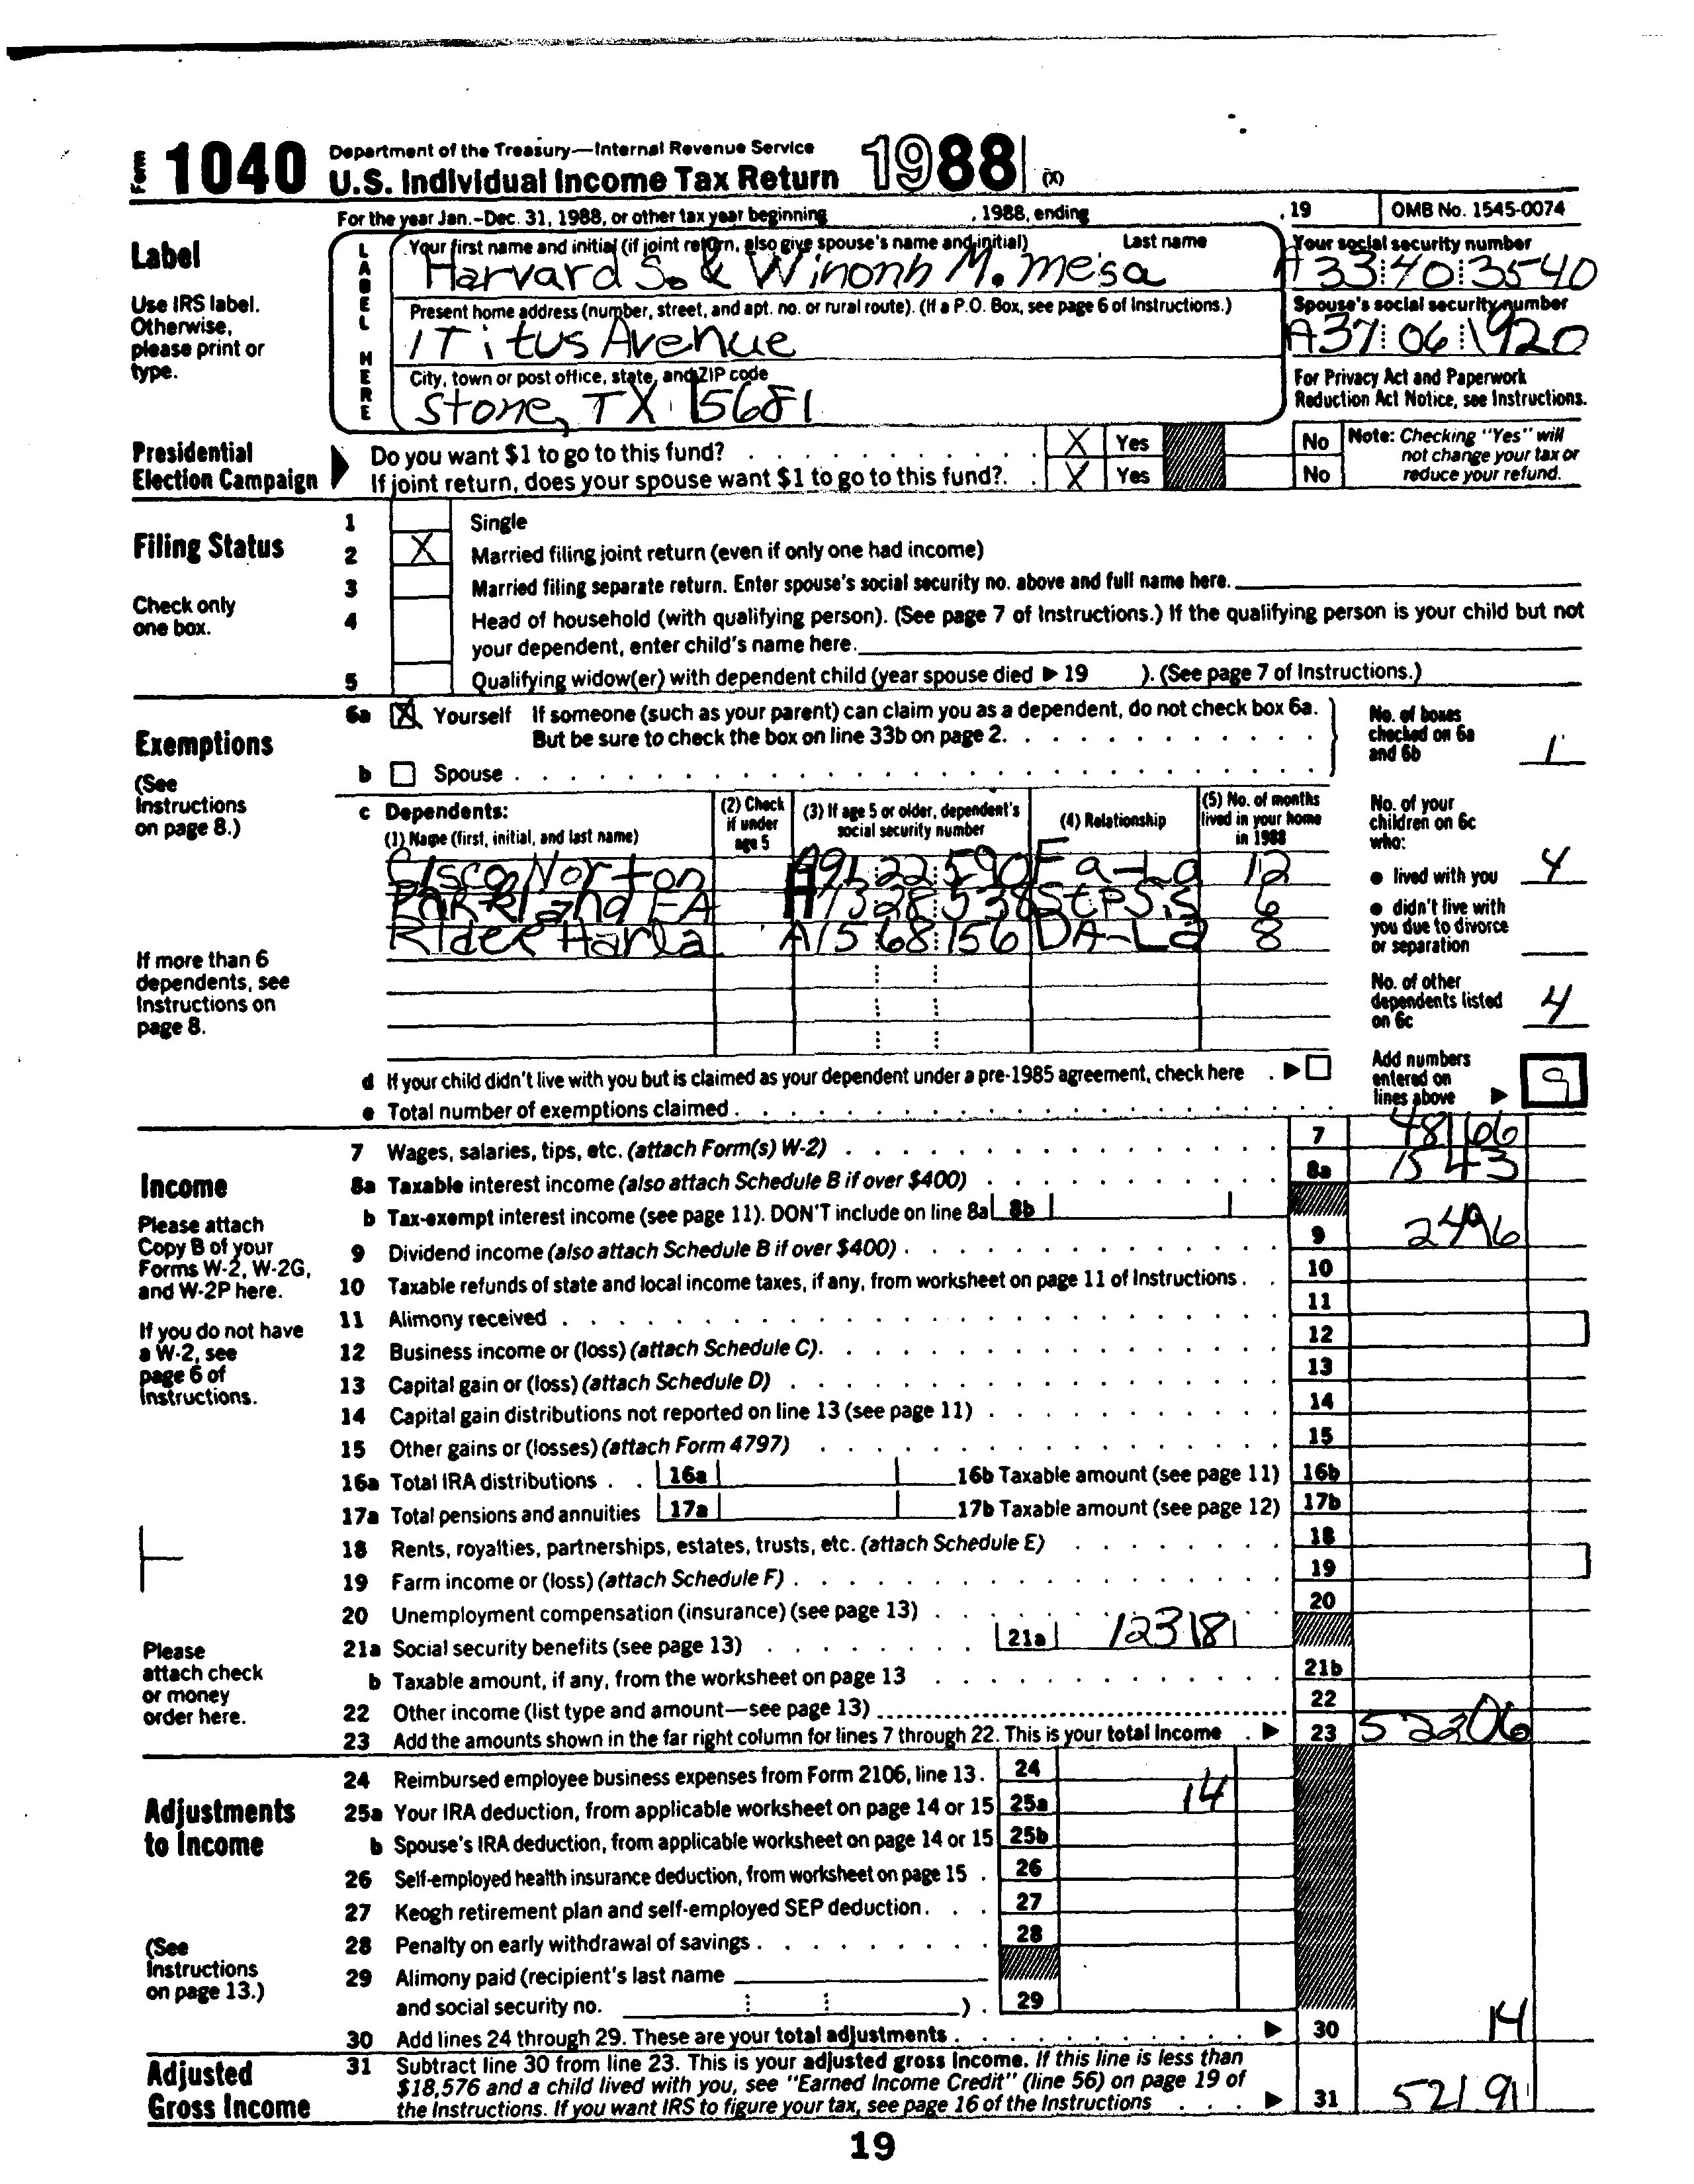 Form 1040 Department of the Treasury—Internal Revenue Service
U.S. Individual Income Tax Return 1988 (X)
For the year Jan.-Dec. 31, 1988, or other tax year beginning , 1988, ending , 19 OMB No. 1545-0074
Label
Use IRS label. Otherwise, please print or type.
LABEL HERE
Your first name and initial (if joint return, also give spouse's name and initial) Last name
Harvard S. & Winonh M. Mesa
Your social security number
A33:40:3540
Present home address (number, street, and apt. no. or rural route). (If a P.O. Box, see page 6 of Instructions.)
1 Titus Avenue
Spouse's social security number
A37:06:1920
City, town or post office, state, and ZIP code
Stone, TX 15681
For Privacy Act and Paperwork Reduction Act Notice, see Instructions.
Presidential Election Campaign
Do you want $1 to go to this fund? X Yes No
If joint return, does your spouse want $1 to go to this fund? X Yes No
Note: Checking "Yes" will not change your tax or reduce your refund.
Filing Status
Check only one box.
1 Single
2 X Married filing joint return (even if only one had income)
3 Married filing separate return. Enter spouse's social security no. above and full name here.
4 Head of household (with qualifying person). (See page 7 of Instructions.) If the qualifying person is your child but not
your dependent, enter child's name here.
5 Qualifying widow(er) with dependent child (year spouse died ▶ 19 ). (See page 7 of Instructions.)
Exemptions
(See Instructions on page 8.)
6a X Yourself If someone (such as your parent) can claim you as a dependent, do not check box 6a.
But be sure to check the box on line 33b on page 2.
b Spouse
No. of boxes checked on 6a and 6b 1
c Dependents:
(1) Name (first, initial, and last name)
(2) Check if under age 5
(3) If age 5 or older, dependent's social security number
(4) Relationship
(5) No. of months lived in your home in 1988
Cisco Norton A91:22:590 Fa-La 12
Parkland EA A73:28:538 StpSis 6
Rider Harla A15:68:156 DA-La 8
If more than 6 dependents, see Instructions on page 8.
No. of your children on 6c who:
● lived with you 4
● didn't live with you due to divorce or separation
No. of other dependents listed on 6c 4
d If your child didn't live with you but is claimed as your dependent under a pre-1985 agreement, check here ▶
e Total number of exemptions claimed
Add numbers entered on lines above ▶ 9
Income
Please attach Copy B of your Forms W-2, W-2G, and W-2P here.
If you do not have a W-2, see page 6 of Instructions.
Please attach check or money order here.
7 Wages, salaries, tips, etc. (attach Form(s) W-2) 7 48166
8a Taxable interest income (also attach Schedule B if over $400) 8a 1543
b Tax-exempt interest income (see page 11). DON'T include on line 8a 8b
9 Dividend income (also attach Schedule B if over $400) 9 2496
10 Taxable refunds of state and local income taxes, if any, from worksheet on page 11 of Instructions 10
11 Alimony received 11
12 Business income or (loss) (attach Schedule C) 12
13 Capital gain or (loss) (attach Schedule D) 13
14 Capital gain distributions not reported on line 13 (see page 11) 14
15 Other gains or (losses) (attach Form 4797) 15
16a Total IRA distributions 16a 16b Taxable amount (see page 11) 16b
17a Total pensions and annuities 17a 17b Taxable amount (see page 12) 17b
18 Rents, royalties, partnerships, estates, trusts, etc. (attach Schedule E) 18
19 Farm income or (loss) (attach Schedule F) 19
20 Unemployment compensation (insurance) (see page 13) 20
21a Social security benefits (see page 13) 21a 12318
b Taxable amount, if any, from the worksheet on page 13 21b
22 Other income (list type and amount—see page 13) 22
23 Add the amounts shown in the far right column for lines 7 through 22. This is your total income ▶ 23 52206
Adjustments to Income
(See Instructions on page 13.)
24 Reimbursed employee business expenses from Form 2106, line 13. 24
25a Your IRA deduction, from applicable worksheet on page 14 or 15 25a 14
b Spouse's IRA deduction, from applicable worksheet on page 14 or 15 25b
26 Self-employed health insurance deduction, from worksheet on page 15 26
27 Keogh retirement plan and self-employed SEP deduction 27
28 Penalty on early withdrawal of savings 28
29 Alimony paid (recipient's last name
and social security no. ) 29
30 Add lines 24 through 29. These are your total adjustments ▶ 30 14
Adjusted Gross Income
31 Subtract line 30 from line 23. This is your adjusted gross income. If this line is less than
$18,576 and a child lived with you, see "Earned Income Credit" (line 56) on page 19 of
the Instructions. If you want IRS to figure your tax, see page 16 of the Instructions ▶ 31 52191
19